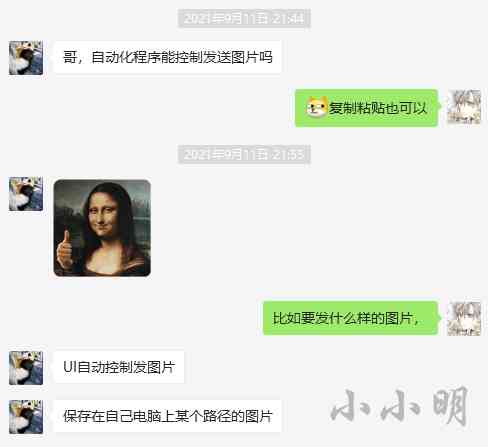 2021年9月11日 21:44
哥，自动化程序能控制发送图片吗
复制粘贴也可以
2021年9月11日 21:55
比如要发什么样的图片，
UI自动控制发图片
保存在自己电脑上某个路径的图片
小小明